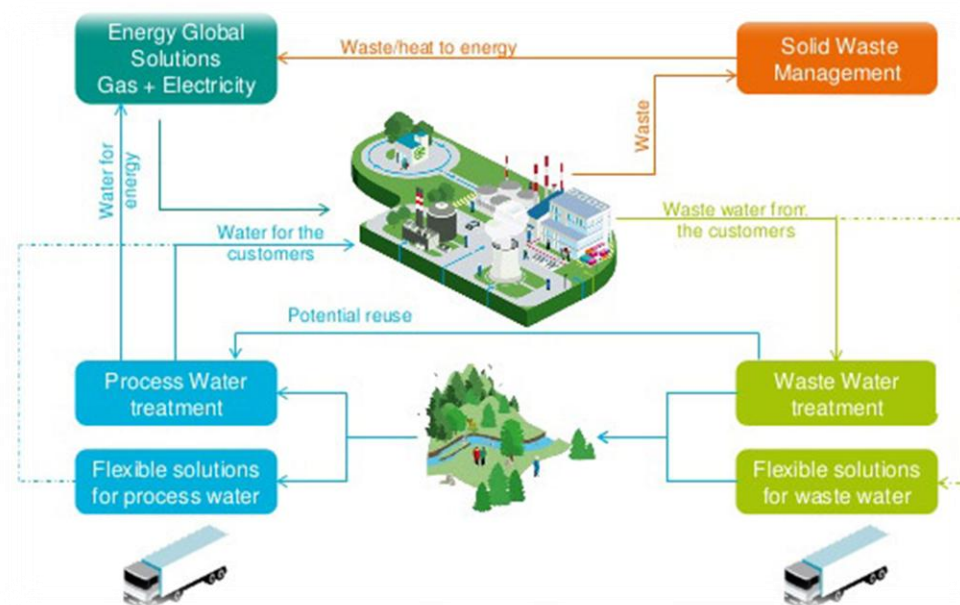 Energy Global
Solutions
Gas + Electricity
Waste/heat to energy
Solid Waste
Management
Waste
Water for
energy
Water for the
customers
Waste water from
the customers
Potential reuse
Process Water
treatment
Waste Water
treatment
Flexible solutions
for process water
Flexible solutions
for waste water